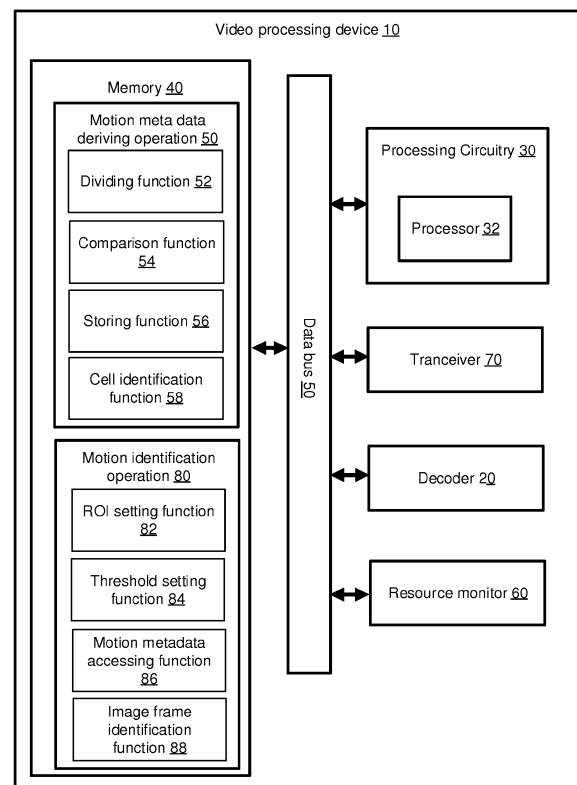 Video processing device 10
Memory 40
Motion meta data
deriving operation 50
Dividing function 52
Comparison function
54
Storing function 56
Cell identification
function 58
Motion identification
operation 80
ROI setting function
82
Threshold setting
function 84
Motion metadata
accessing function
86
Image frame
identification
function 88
Data bus 50
Processing Circuitry 30
Processor 32
Tranceiver 70
Decoder 20
Resource monitor 60